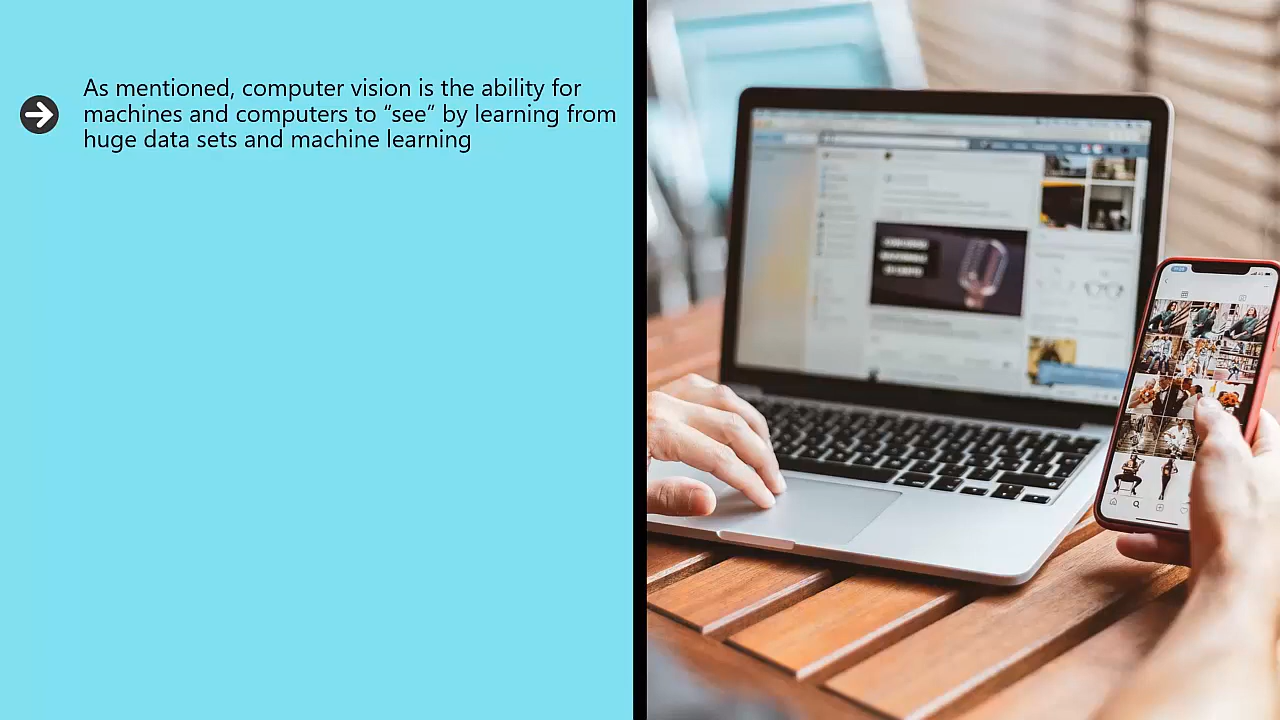 As mentioned, computer vision is the ability for
machines and computers to “see” by learning from
huge data sets and machine learning